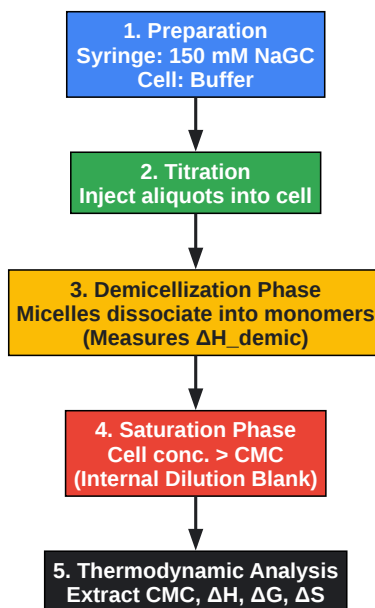 1. Preparation
Syringe: 150 mM NaGC
Cell: Buffer
2. Titration
Inject aliquots into cell
3. Demicellization Phase
Micelles dissociate into monomers
(Measures ΔH_demic)
4. Saturation Phase
Cell conc. > CMC
(Internal Dilution Blank)
5. Thermodynamic Analysis
Extract CMC, ΔH, ΔG, ΔS